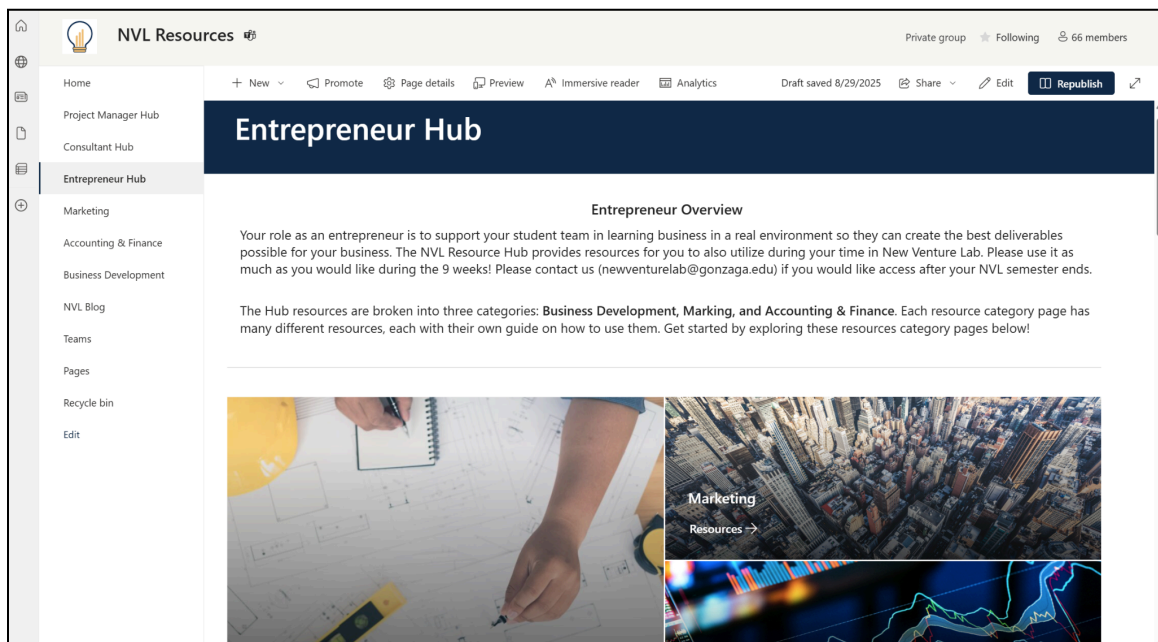 NVL Resources
Private group
Following
66 members
Home
Project Manager Hub
Consultant Hub
Entrepreneur Hub
Marketing
Accounting & Finance
Business Development
NVL Blog
Teams
Pages
Recycle bin
Edit
New
Promote
Page details
Preview
Immersive reader
Analytics
Draft saved 8/29/2025
Share
Edit
Republish
Entrepreneur Hub
Entrepreneur Overview
Your role as an entrepreneur is to support your student team in learning business in a real environment so they can create the best deliverables
possible for your business. The NVL Resource Hub provides resources for you to also utilize during your time in New Venture Lab. Please use it as
much as you would like during the 9 weeks! Please contact us (newventurelab@gonzaga.edu) if you would like access after your NVL semester ends.
The Hub resources are broken into three categories: Business Development, Marking, and Accounting & Finance. Each resource category page has
many different resources, each with their own guide on how to use them. Get started by exploring these resources category pages below!
Marketing
Resources